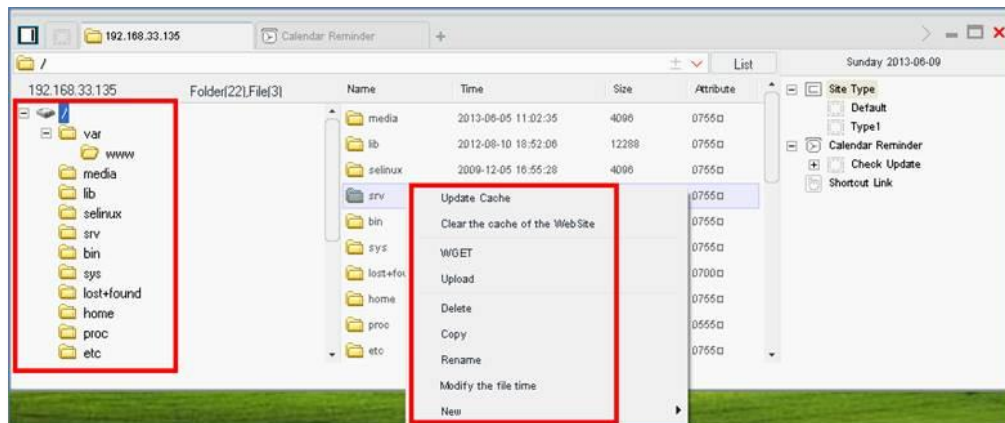 192.168.33.135 Calendar Reminder +
/ List Sunday 2013-06-09
192.168.33.135 Folder(22),File(3) Name Time Size Attribute
/
var
www
media
lib
selinux
srv
bin
sys
lost+found
home
proc
etc
media 2013-06-05 11:02:35 4096 0755
lib 2012-08-10 18:52:06 12288 0755
selinux 2009-12-05 16:55:28 4096 0755
srv 0755
bin 0755
sys 0755
lost+fou 0700
home 0755
proc 0555
etc 0755
Update Cache
Clear the cache of the WebSite
WGET
Upload
Delete
Copy
Rename
Modify the file time
New
Site Type
Default
Type1
Calendar Reminder
Check Update
Shortcut Link